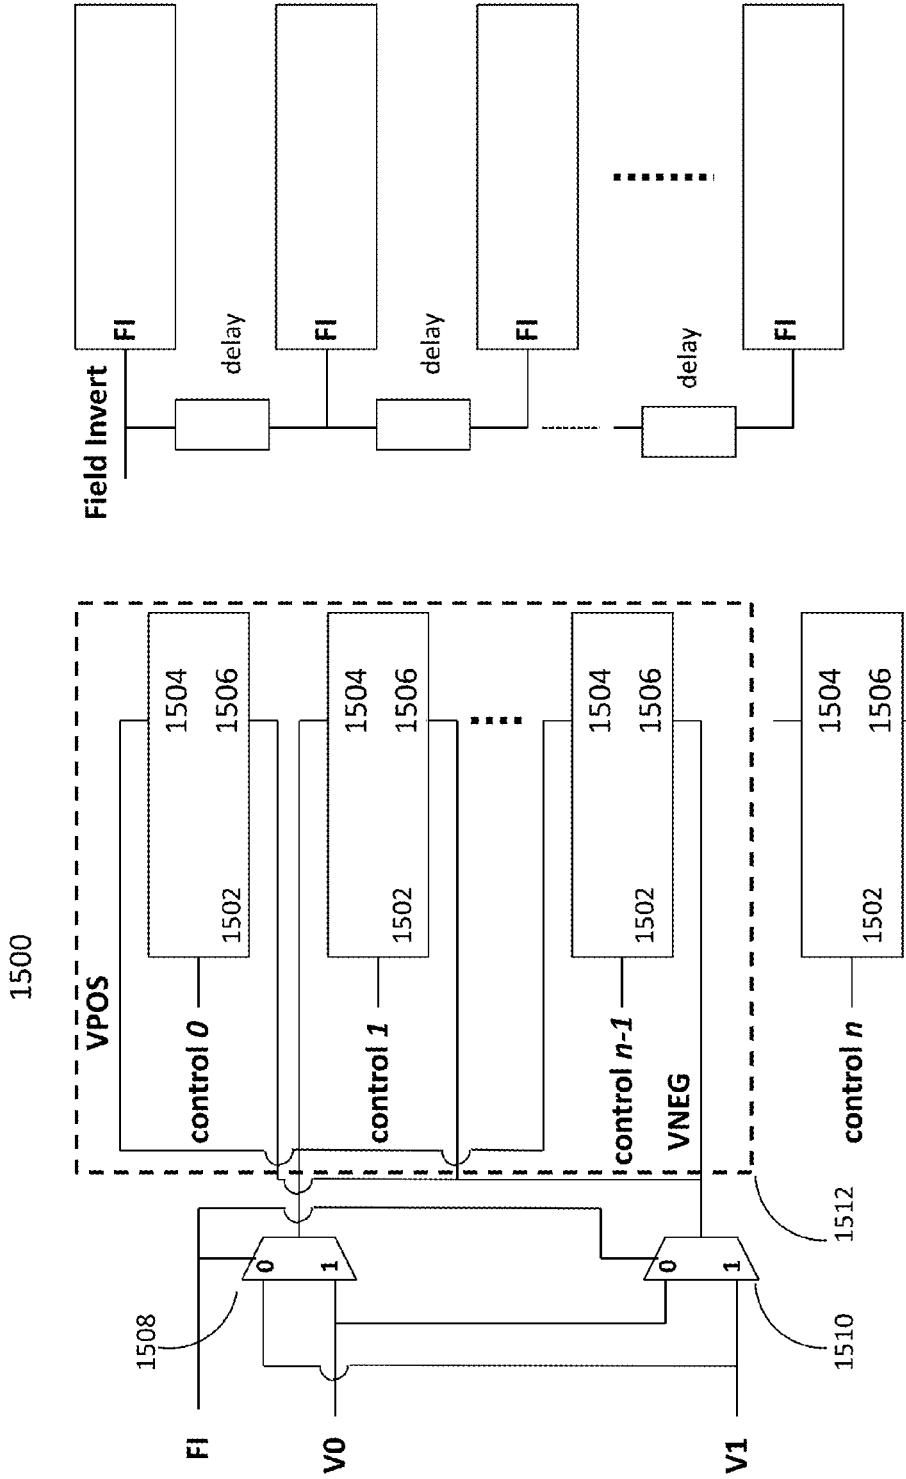 1500
Field Invert
FI
delay
FI
delay
FI
delay
FI
VPOS
1504
1506
1502
control 0
1504
1506
1502
control 1
1504
1506
1502
control n-1
VNEG
1504
1506
1502
control n
1512
FI
1508
0
1
V0
0
1
1510
V1